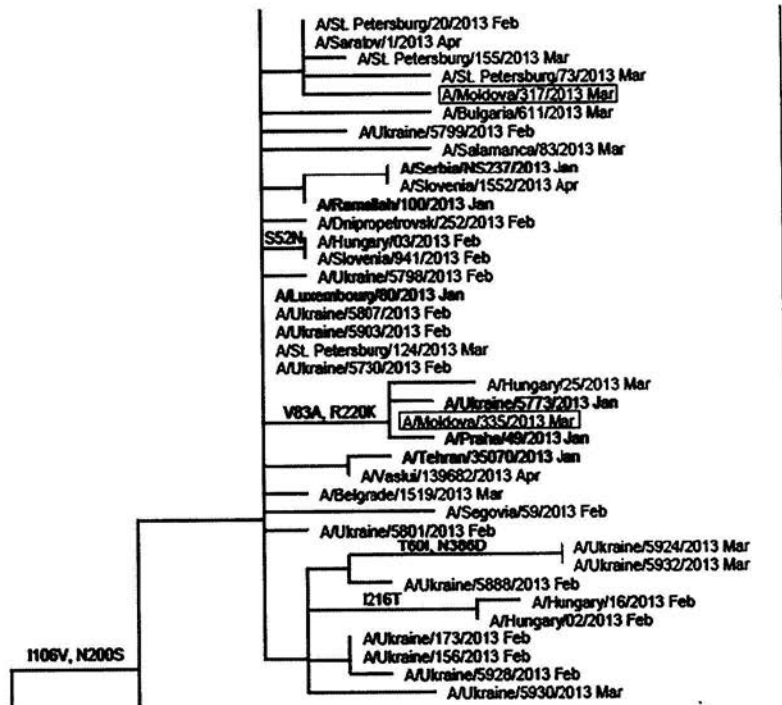 A/St. Petersburg/20/2013 Feb
A/Saratov/1/2013 Apr
A/St. Petersburg/155/2013 Mar
A/St. Petersburg/73/2013 Mar
A/Moldova/317/2013 Mar
A/Bulgaria/611/2013 Mar
A/Ukraine/5799/2013 Feb
A/Salamanca/83/2013 Mar
A/Serbia/NS237/2013 Jan
A/Slovenia/1552/2013 Apr
A/Ramallah/100/2013 Jan
A/Dnipropetrovsk/252/2013 Feb
S52N A/Hungary/03/2013 Feb
A/Slovenia/941/2013 Feb
A/Ukraine/5798/2013 Feb
A/Luxembourg/80/2013 Jan
A/Ukraine/5807/2013 Feb
A/Ukraine/5903/2013 Feb
A/St. Petersburg/124/2013 Mar
A/Ukraine/5730/2013 Feb
A/Hungary/25/2013 Mar
A/Ukraine/5773/2013 Jan
V83A, R220K A/Moldova/335/2013 Mar
A/Praha/49/2013 Jan
A/Tehran/35070/2013 Jan
A/Vaslui/139682/2013 Apr
A/Belgrade/1519/2013 Mar
A/Segovia/59/2013 Feb
A/Ukraine/5801/2013 Feb
T60I, N386D A/Ukraine/5924/2013 Mar
A/Ukraine/5932/2013 Mar
A/Ukraine/5888/2013 Feb
I216T A/Hungary/16/2013 Feb
A/Hungary/02/2013 Feb
A/Ukraine/173/2013 Feb
I106V, N200S A/Ukraine/156/2013 Feb
A/Ukraine/5928/2013 Feb
A/Ukraine/5930/2013 Mar